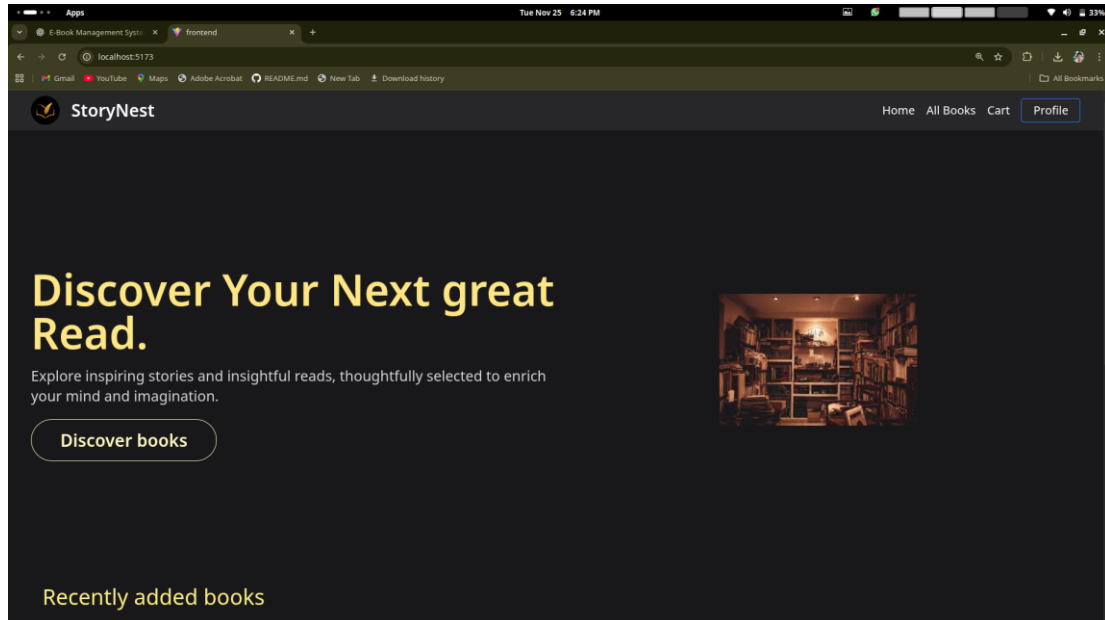 Apps
Tue Nov 25 6:24 PM
33%
E-Book Management Syste
frontend
localhost:5173
Gmail YouTube Maps Adobe Acrobat README.md New Tab Download history
All Bookmarks
StoryNest
Home All Books Cart Profile
Discover Your Next great
Read.
Explore inspiring stories and insightful reads, thoughtfully selected to enrich
your mind and imagination.
Discover books
Recently added books